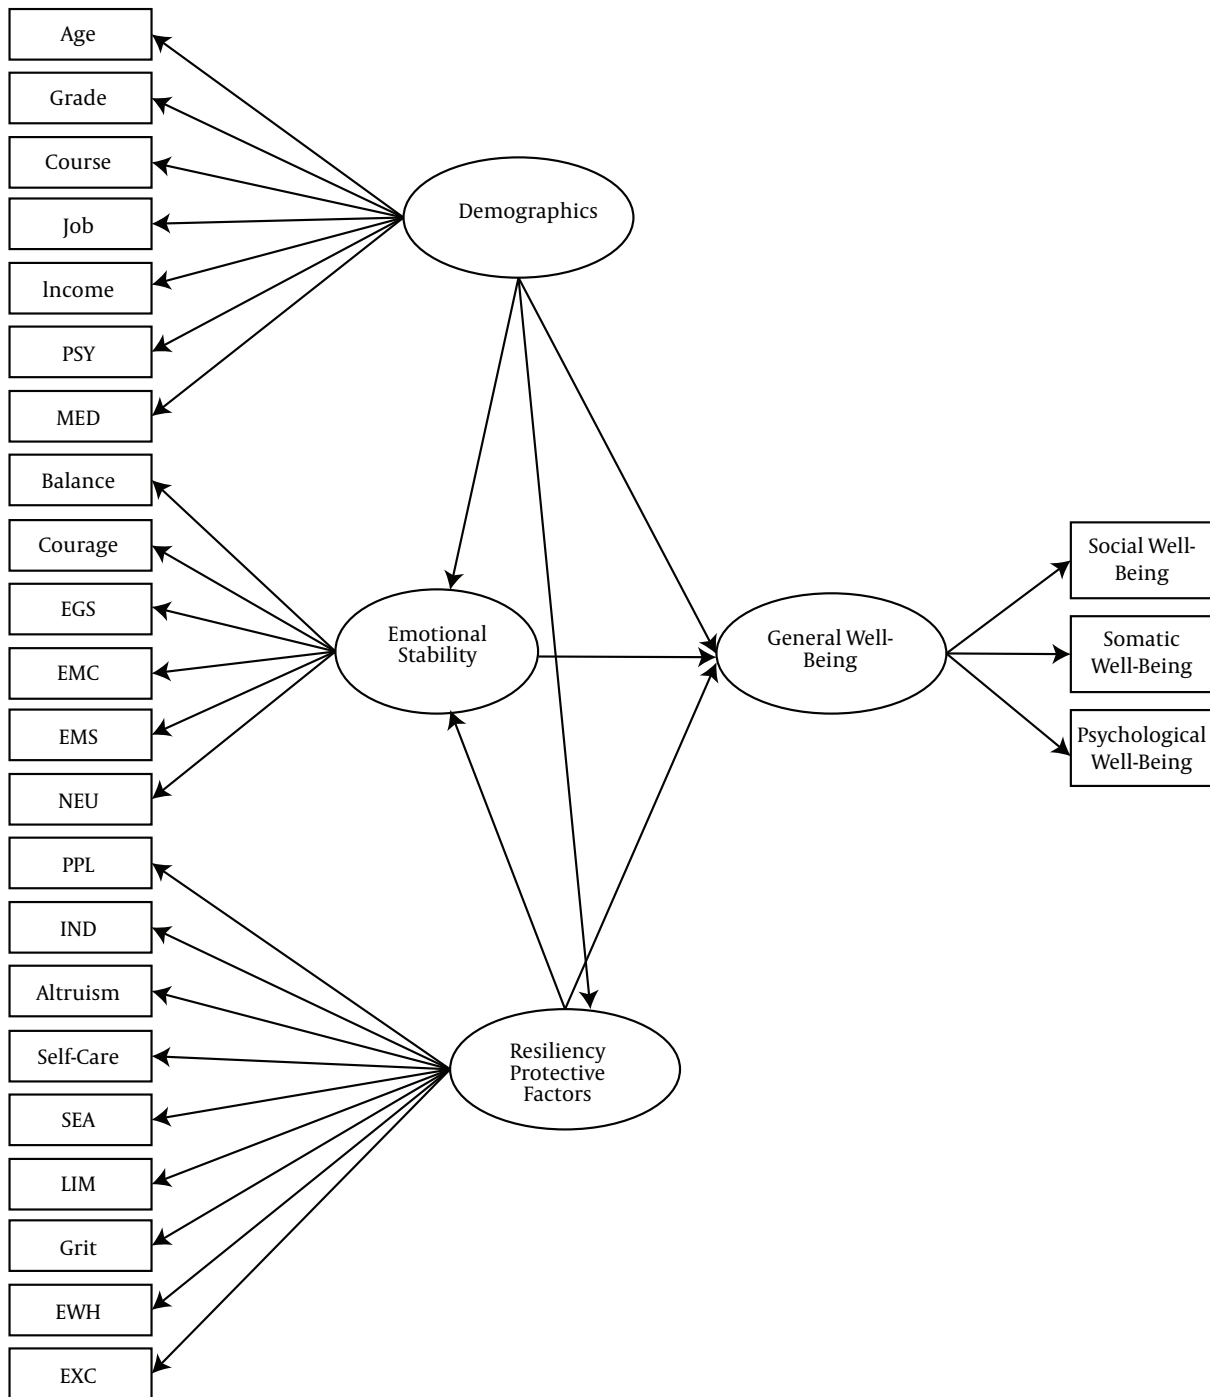 Age
Grade
Course
Job
Income
PSY
MED
Balance
Courage
EGS
EMC
EMS
NEU
PPL
IND
Altruism
Self-Care
SEA
LIM
Grit
EWH
EXC
Demographics
Emotional
Stability
Resiliency
Protective
Factors
General Well-
Being
Social Well-
Being
Somatic
Well-Being
Psychological
Well-Being